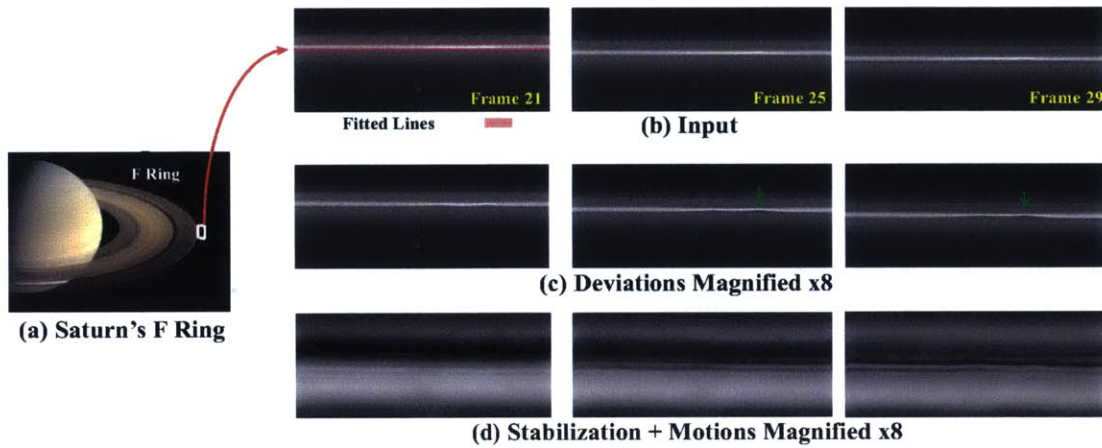 Frame 21
Frame 25
Frame 29
Fitted Lines
(b) Input
F Ring
(c) Deviations Magnified x8
(a) Saturn's F Ring
(d) Stabilization + Motions Magnified x8